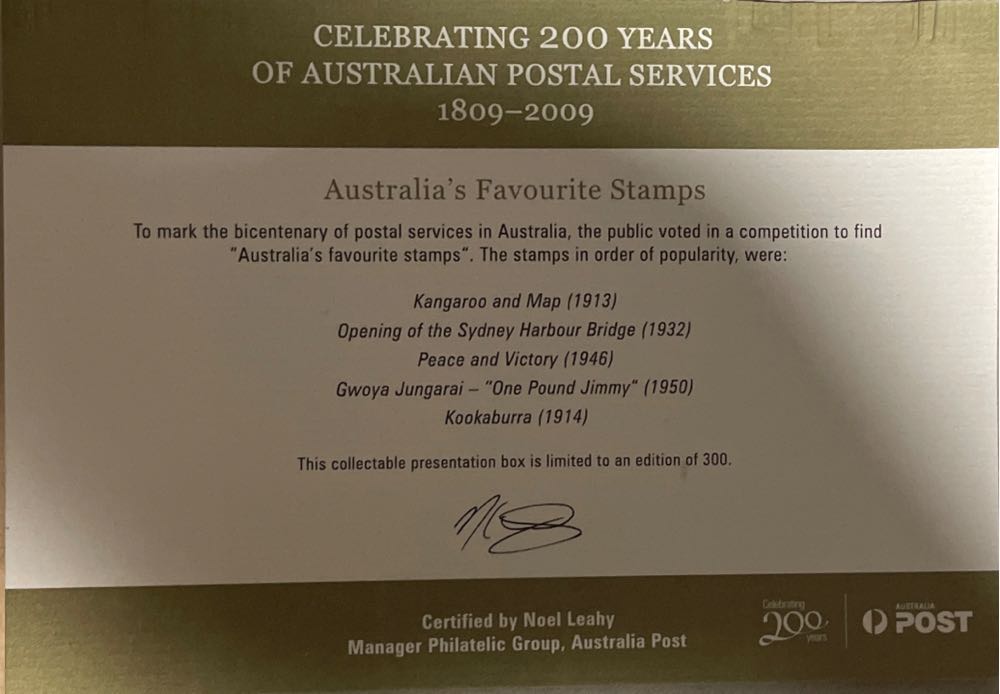 CELEBRATING 200 YEARS
OF AUSTRALIAN POSTAL SERVICES
1809–2009
Australia's Favourite Stamps
To mark the bicentenary of postal services in Australia, the public voted in a competition to find
"Australia's favourite stamps". The stamps in order of popularity, were:
Kangaroo and Map (1913)
Opening of the Sydney Harbour Bridge (1932)
Peace and Victory (1946)
Gwoya Jungarai – "One Pound Jimmy" (1950)
Kookaburra (1914)
This collectable presentation box is limited to an edition of 300.
Certified by Noel Leahy
Manager Philatelic Group, Australia Post
Celebrating
200
years
AUSTRALIA
POST